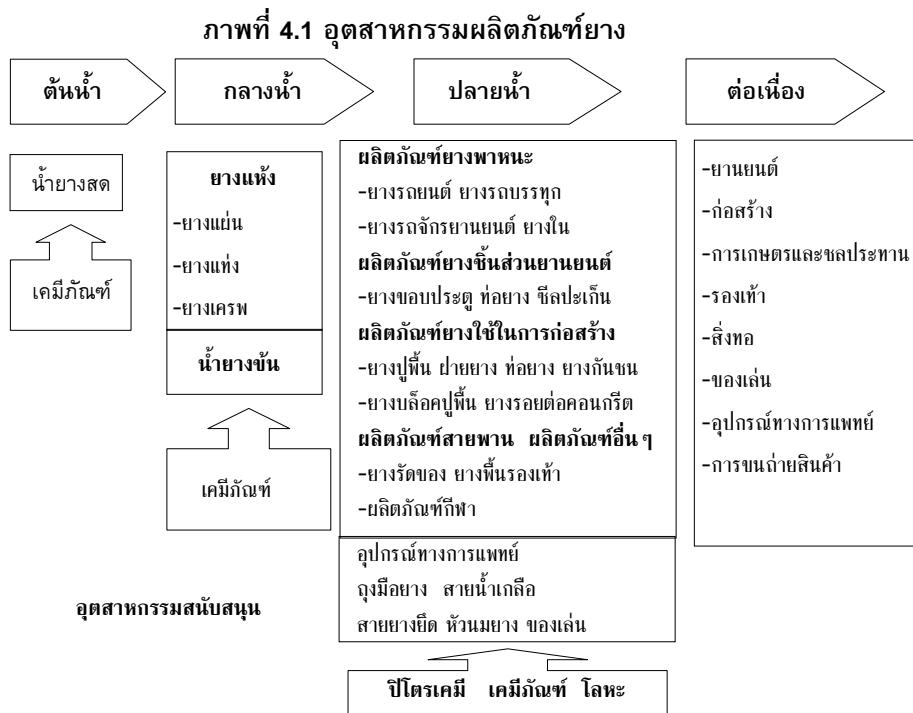 ภาพที่ 4.1 อุตสาหกรรมผลิตภัณฑ์ยาง
ต้นน้ำ
กลางน้ำ
ปลายน้ำ
ต่อเนื่อง
น้ำยางสด
เคมีภัณฑ์
ยางแห้ง
-ยางแผ่น
-ยางแท่ง
-ยางเครพ
น้ำยางข้น
เคมีภัณฑ์
ผลิตภัณฑ์ยางพาหนะ
-ยางรถยนต์ ยางรถบรรทุก
-ยางรถจักรยานยนต์ ยางใน
ผลิตภัณฑ์ยางชิ้นส่วนยานยนต์
-ยางขอบประตู ท่อยาง ซีลปะเก็น
ผลิตภัณฑ์ยางใช้ในการก่อสร้าง
-ยางปูพื้น ฝายยาง ท่อยาง ยางกันชน
-ยางบล็อคปูพื้น ยางรอยต่อคอนกรีต
ผลิตภัณฑ์สายพาน ผลิตภัณฑ์อื่นๆ
-ยางรัดของ ยางพื้นรองเท้า
-ผลิตภัณฑ์กีฬา
อุปกรณ์ทางการแพทย์
ถุงมือยาง สายน้ำเกลือ
สายยางยืด หัวนมยาง ของเล่น
-ยานยนต์
-ก่อสร้าง
-การเกษตรและชลประทาน
-รองเท้า
-สิ่งทอ
-ของเล่น
-อุปกรณ์ทางการแพทย์
-การขนถ่ายสินค้า
อุตสาหกรรมสนับสนุน
ปิโตรเคมี เคมีภัณฑ์ โลหะ